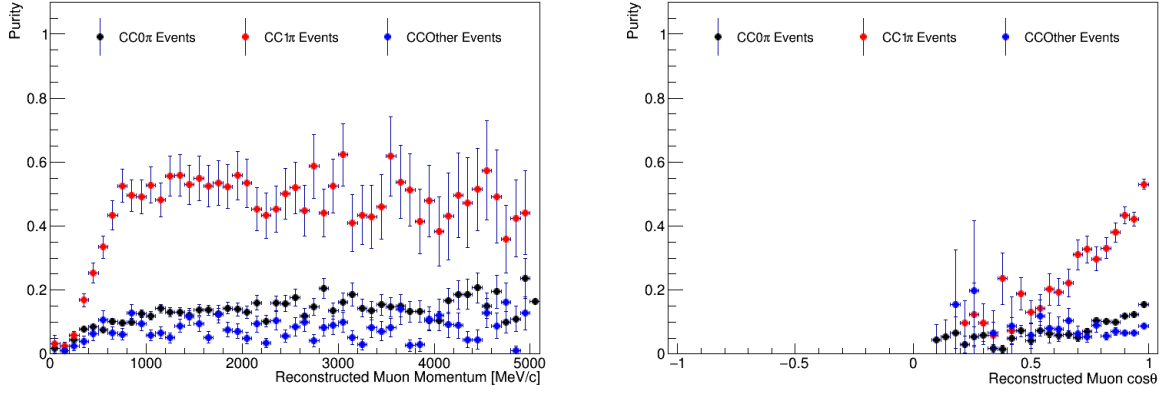 Purity
1
0.8
0.6
0.4
0.2
0
CC0π Events
CC1π Events
CCOther Events
0
1000
2000
3000
4000
5000
Reconstructed Muon Momentum [MeV/c]
Purity
1
0.8
0.6
0.4
0.2
0
CC0π Events
CC1π Events
CCOther Events
−1
−0.5
0
0.5
1
Reconstructed Muon cosθ